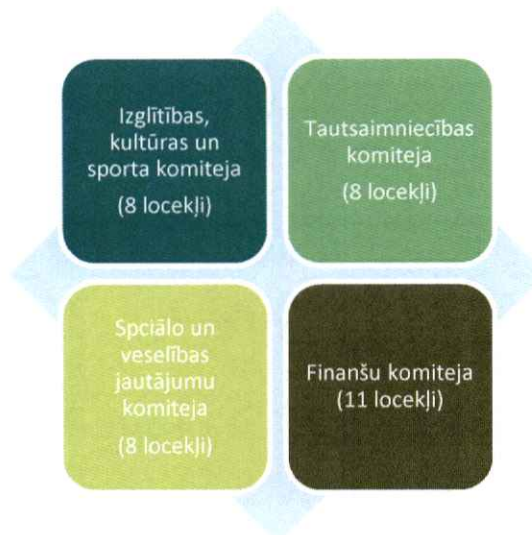 Izglītības,
kultūras un
sporta komiteja
(8 locekļi)
Tautsaimniecības
komiteja
(8 locekļi)
Spciālo un
veselības
jautājumu
komiteja
(8 locekļi)
Finanšu komiteja
(11 locekļi)